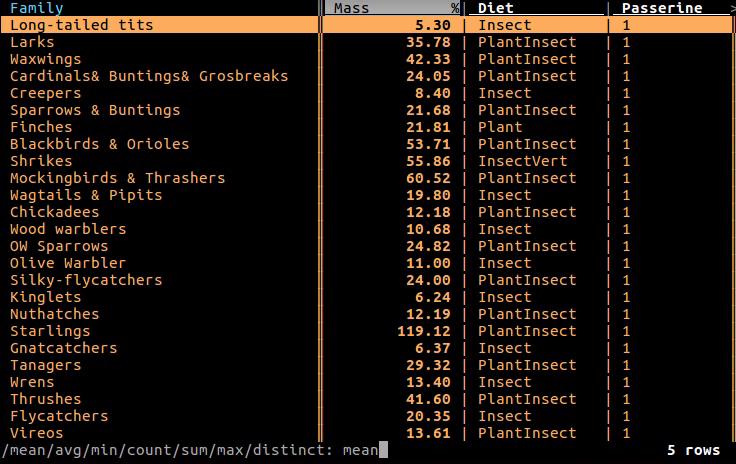 Family Mass %| Diet | Passerine >
Long-tailed tits ‖ 5.30 | Insect | 1
Larks ‖ 35.78 | PlantInsect | 1
Waxwings ‖ 42.33 | PlantInsect | 1
Cardinals& Buntings& Grosbreaks ‖ 24.05 | PlantInsect | 1
Creepers ‖ 8.40 | Insect | 1
Sparrows & Buntings ‖ 21.68 | PlantInsect | 1
Finches ‖ 21.81 | Plant | 1
Blackbirds & Orioles ‖ 53.71 | PlantInsect | 1
Shrikes ‖ 55.86 | InsectVert | 1
Mockingbirds & Thrashers ‖ 60.52 | PlantInsect | 1
Wagtails & Pipits ‖ 19.80 | Insect | 1
Chickadees ‖ 12.18 | PlantInsect | 1
Wood warblers ‖ 10.68 | Insect | 1
OW Sparrows ‖ 24.82 | PlantInsect | 1
Olive Warbler ‖ 11.00 | Insect | 1
Silky-flycatchers ‖ 24.00 | PlantInsect | 1
Kinglets ‖ 6.24 | Insect | 1
Nuthatches ‖ 12.19 | PlantInsect | 1
Starlings ‖ 119.12 | PlantInsect | 1
Gnatcatchers ‖ 6.37 | Insect | 1
Tanagers ‖ 29.32 | PlantInsect | 1
Wrens ‖ 13.40 | Insect | 1
Thrushes ‖ 41.60 | PlantInsect | 1
Flycatchers ‖ 20.35 | Insect | 1
Vireos ‖ 13.61 | PlantInsect | 1
/mean/avg/min/count/sum/max/distinct: mean 5 rows